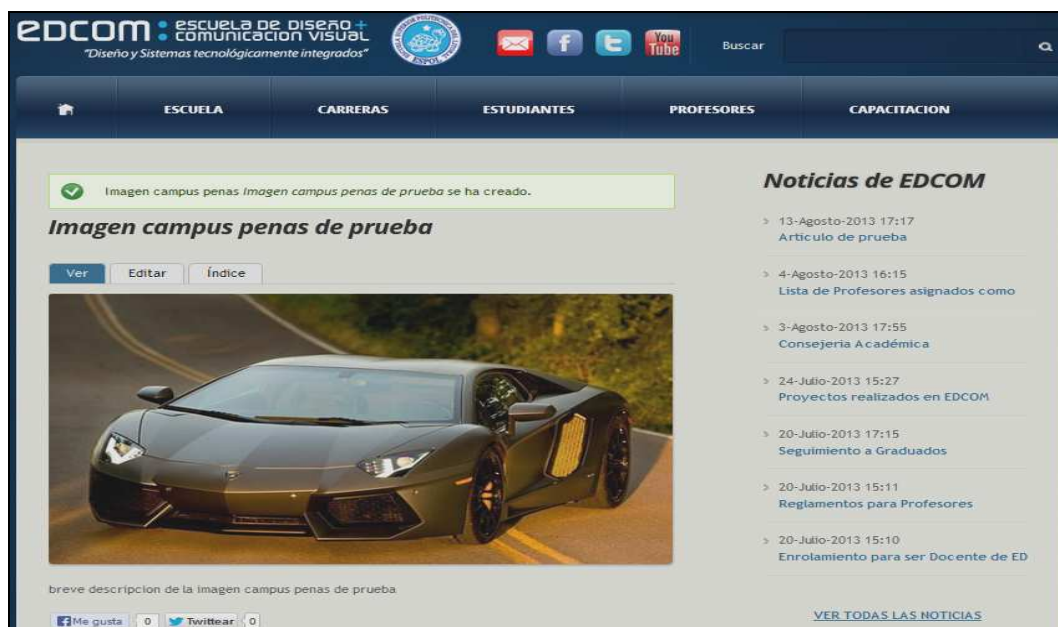 edcom: escuela de diseño+
comunicación visual
"Diseño y Sistemas tecnológicamente integrados"
ESPOL
f
t
You
Tube
Buscar
ESCUELA
CARRERAS
ESTUDIANTES
PROFESORES
CAPACITACION
Imagen campus penas Imagen campus penas de prueba se ha creado.
Imagen campus penas de prueba
Ver
Editar
Índice
breve descripcion de la imagen campus penas de prueba
f Me gusta
0
Twittear
0
Noticias de EDCOM
13-Agosto-2013 17:17
Articulo de prueba
4-Agosto-2013 16:15
Lista de Profesores asignados como
3-Agosto-2013 17:55
Consejeria Académica
24-Julio-2013 15:27
Proyectos realizados en EDCOM
20-Julio-2013 17:15
Seguimiento a Graduados
20-Julio-2013 15:11
Reglamentos para Profesores
20-Julio-2013 15:10
Enrolamiento para ser Docente de ED
VER TODAS LAS NOTICIAS